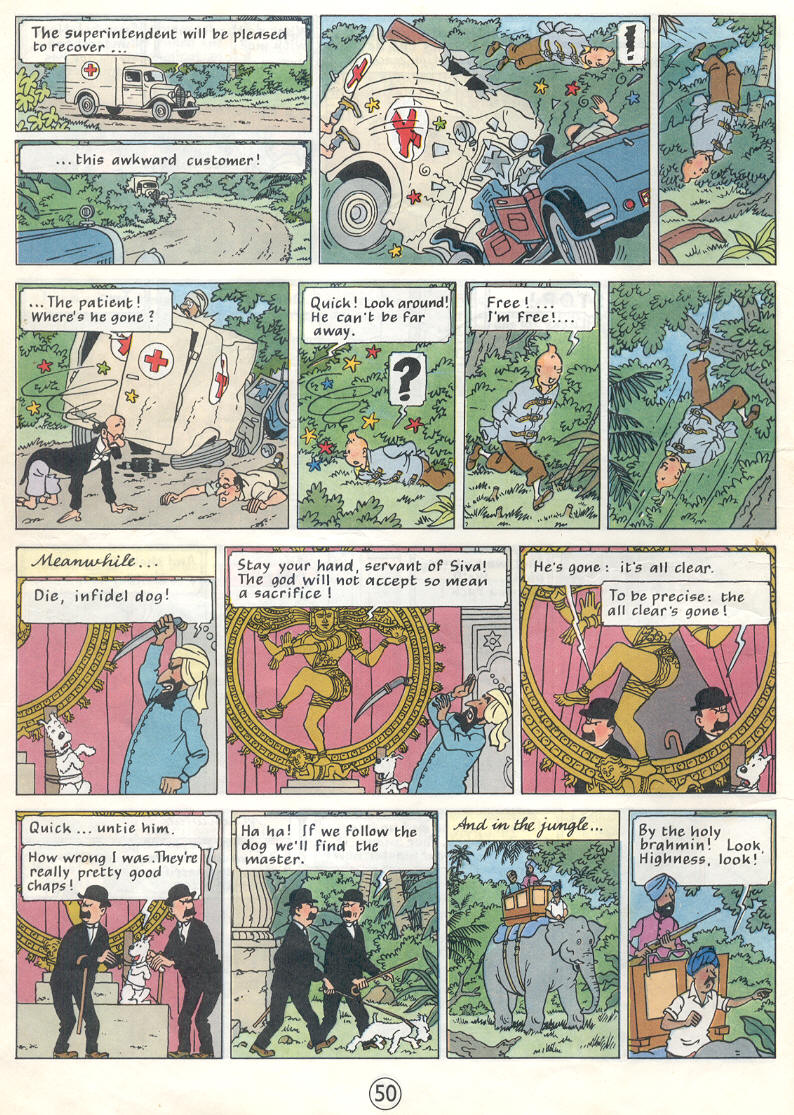 The superintendent will be pleased
to recover ...
...this awkward customer!
!
...The patient!
Where's he gone?
Quick! Look around!
He can't be far
away.
?
Free!...
I'm Free!...
Meanwhile...
Die, infidel dog!
Stay your hand, servant of Siva!
The god will not accept so mean
a sacrifice!
He's gone: it's all clear.
To be precise: the
all clear's gone!
Quick ... untie him.
How wrong I was. They're
really pretty good
chaps!
Ha ha! If we follow the
dog we'll find the
master.
And in the jungle...
By the holy
brahmin! Look,
Highness, look!
50